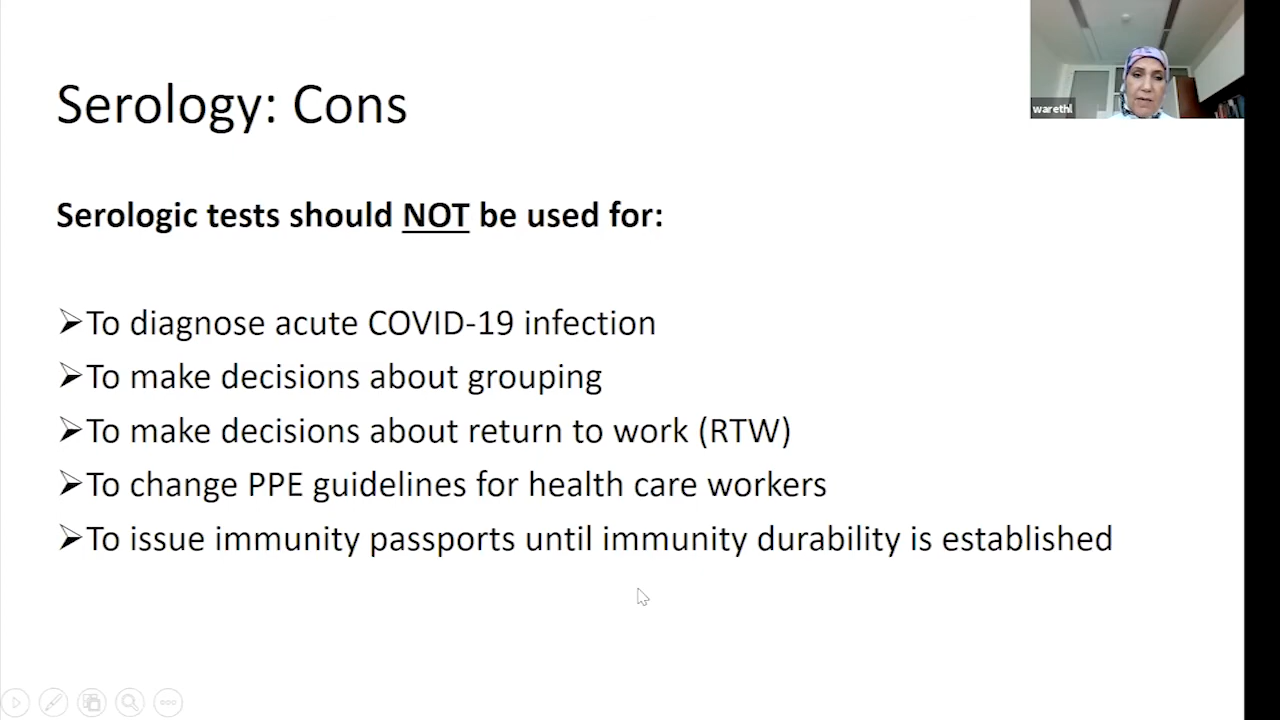 warethl
Serology: Cons
Serologic tests should NOT be used for:
➢To diagnose acute COVID-19 infection
➢To make decisions about grouping
➢To make decisions about return to work (RTW)
➢To change PPE guidelines for health care workers
➢To issue immunity passports until immunity durability is established